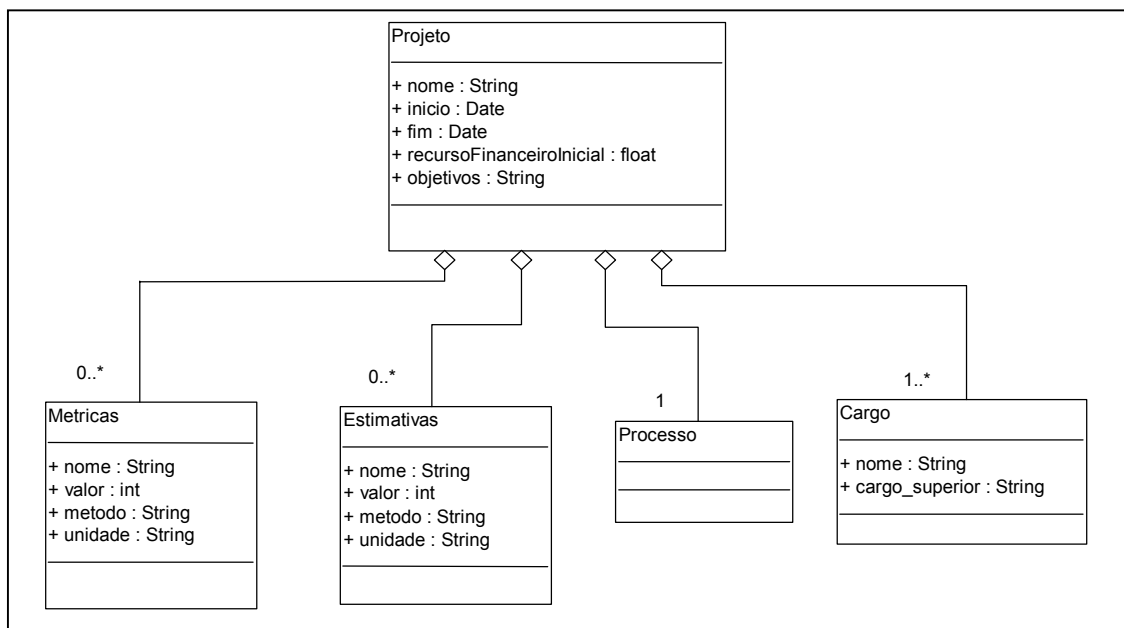 Projeto
+ nome : String
+ inicio : Date
+ fim : Date
+ recursoFinanceiroInicial : float
+ objetivos : String
0..*
0..*
1
1..*
Metricas
+ nome : String
+ valor : int
+ metodo : String
+ unidade : String
Estimativas
+ nome : String
+ valor : int
+ metodo : String
+ unidade : String
Processo
Cargo
+ nome : String
+ cargo_superior : String